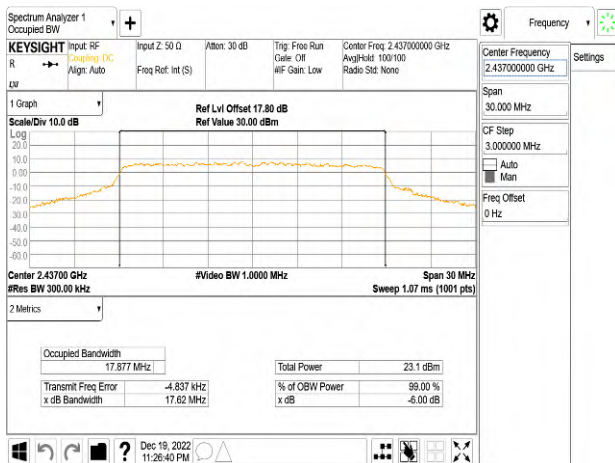 Spectrum Analyzer 1
Occupied BW
Frequency
KEYSIGHT
R
LXI
Input: RF
Coupling: DC
Align: Auto
Input Z: 50 Ω
Freq Ref: Int (S)
Atten: 30 dB
Trig: Free Run
Gate: Off
#IF Gain: Low
Center Freq: 2.437000000 GHz
Avg|Hold: 100/100
Radio Std: None
Center Frequency
2.437000000 GHz
Settings
Span
30.000 MHz
CF Step
3.000000 MHz
Auto
Man
Freq Offset
0 Hz
1 Graph
Scale/Div 10.0 dB
Ref Lvl Offset 17.80 dB
Ref Value 30.00 dBm
Log
20.0
10.0
0.00
-10.0
-20.0
-30.0
-40.0
-50.0
-60.0
Center 2.43700 GHz
#Res BW 300.00 kHz
#Video BW 1.0000 MHz
Span 30 MHz
Sweep 1.07 ms (1001 pts)
2 Metrics
Occupied Bandwidth
17.877 MHz
Total Power 23.1 dBm
Transmit Freq Error -4.837 kHz
% of OBW Power 99.00 %
x dB Bandwidth 17.62 MHz
x dB -6.00 dB
?
Dec 19, 2022
11:26:40 PM